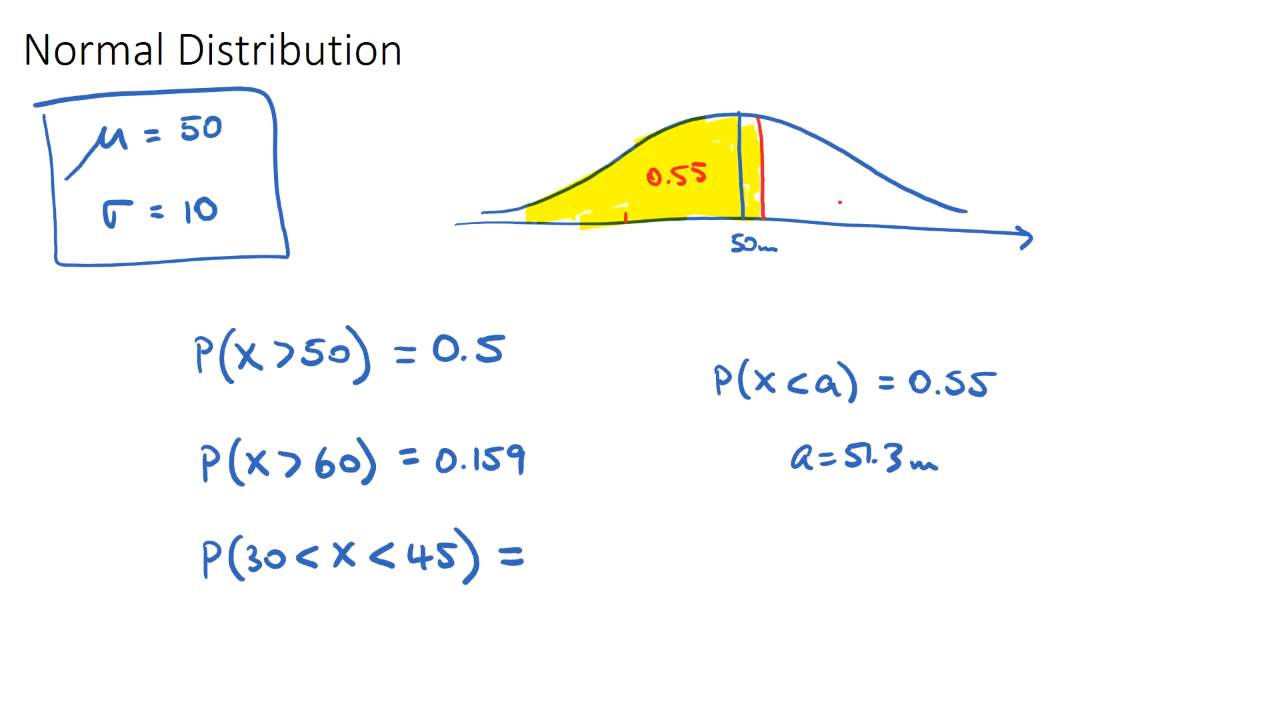 Normal Distribution
μ = 50
σ = 10
0.55
50m
P(x>50) = 0.5
P(x>60) = 0.159
P(30<x<45) =
P(x<a) = 0.55
a=51.3m